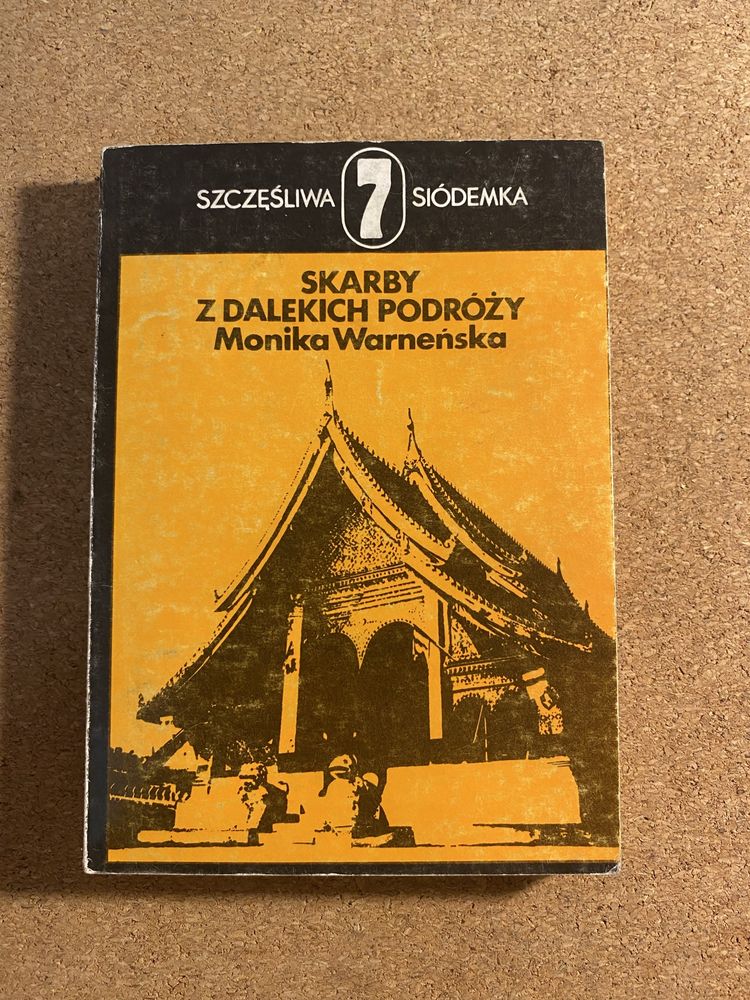 SZCZĘŚLIWA 7 SIÓDEMKA
SKARBY
Z DALEKICH PODRÓŻY
Monika Warneńska